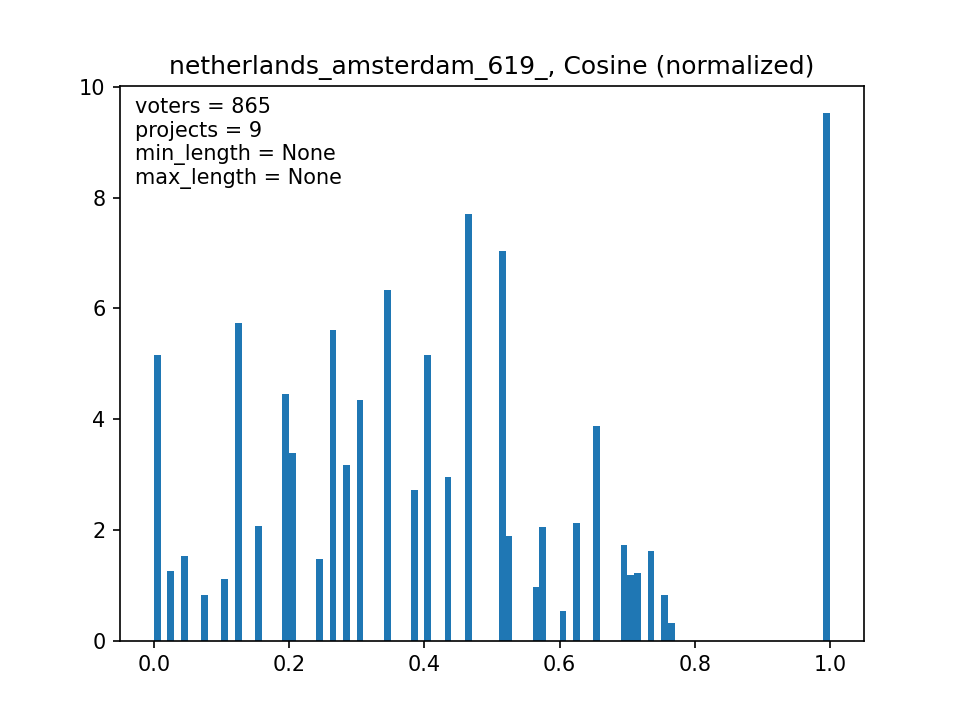 netherlands_amsterdam_619_, Cosine (normalized)
voters = 865
projects = 9
min_length = None
max_length = None
10
8
6
4
2
0
0.0 0.2 0.4 0.6 0.8 1.0